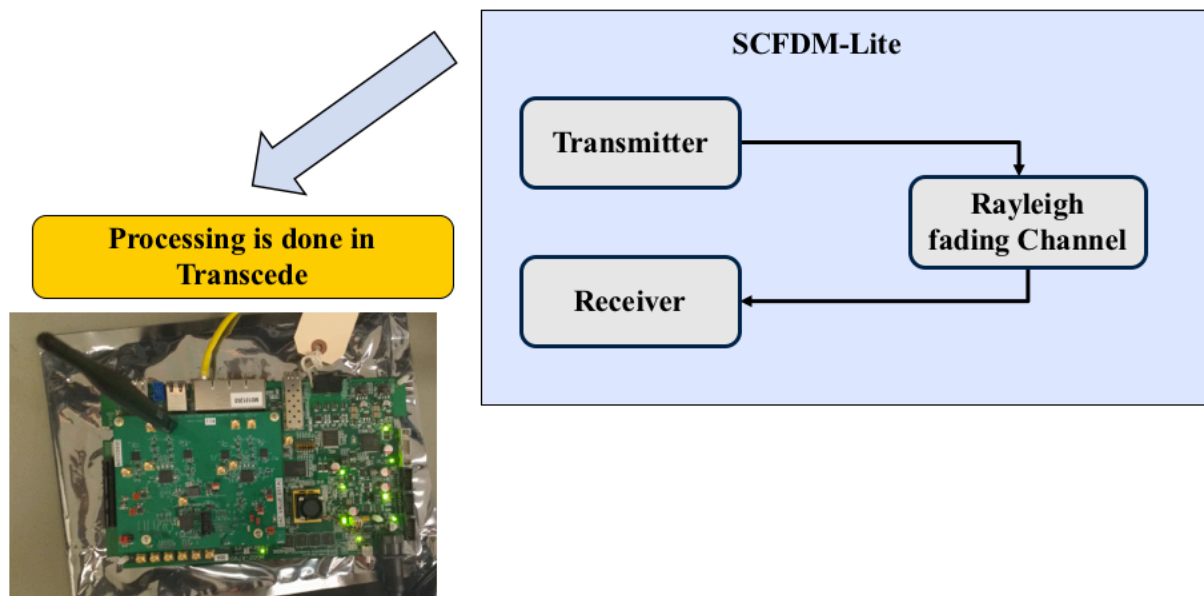 SCFDM-Lite
Transmitter
Rayleigh
fading Channel
Receiver
Processing is done in
Transcede